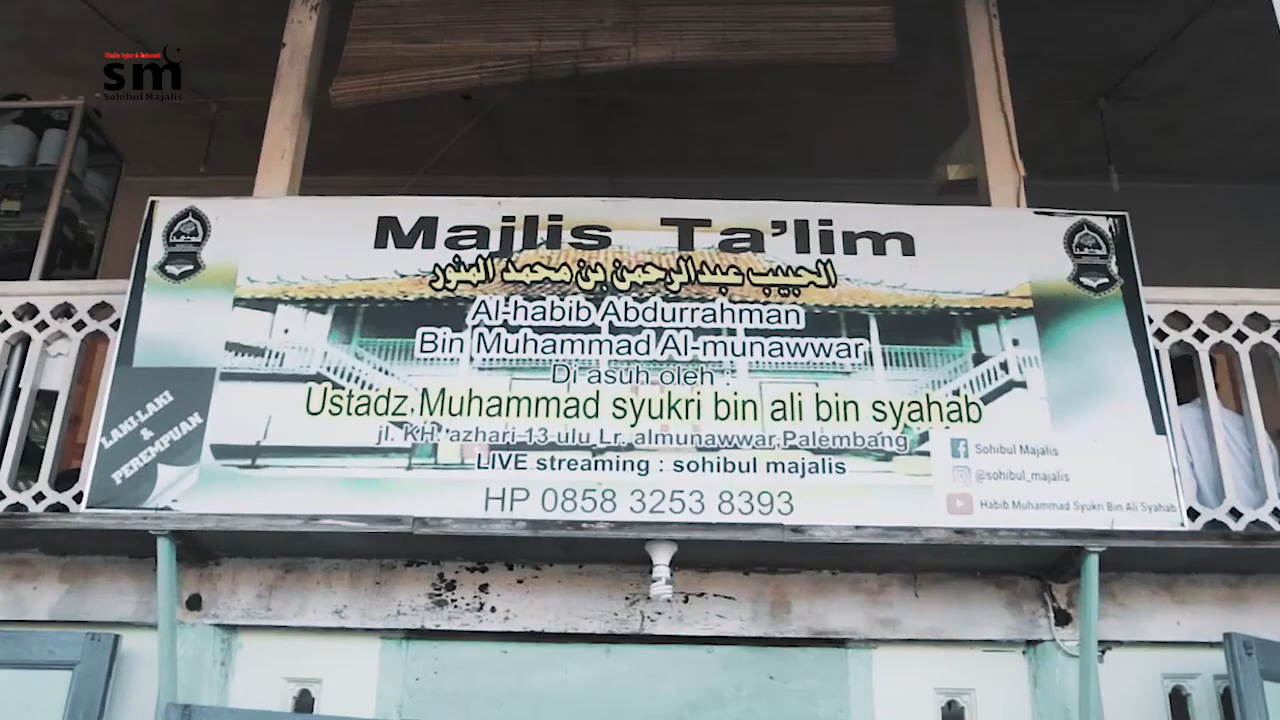 sm
Sohibul Majalis
Majlis Ta'lim
الحبيب عبدالرحمن بن محمد المنور
Al-habib Abdurrahman
Bin Muhammad Al-munawwar
Di asuh oleh :
Ustadz.Muhammad syukri bin ali bin syahab
jl. KH. azhari 13 ulu Lr. almunawwar,Palembang
LIVE streaming : sohibul majalis
HP 0858 3253 8393
LAKI-LAKI
&
PEREMPUAN
Sohibul Majalis
@sohibul_majalis
Habib Muhammad Syukri Bin Ali Syahab